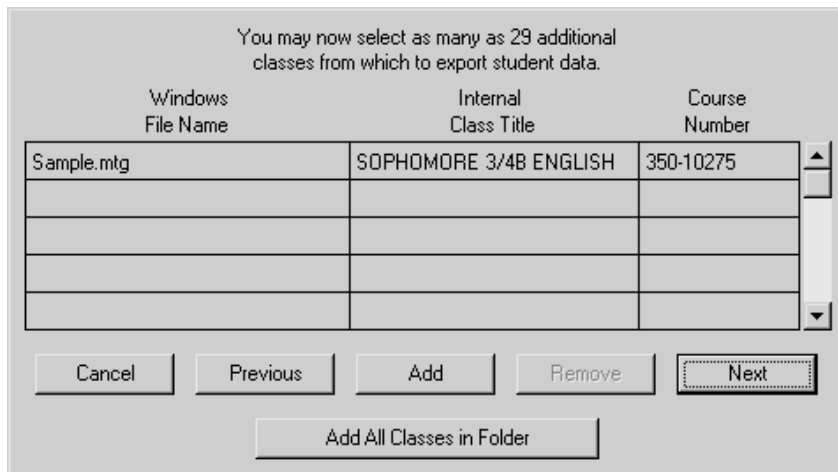 You may now select as many as 29 additional
classes from which to export student data.
Windows
File Name
Internal
Class Title
Course
Number
Sample.mtg SOPHOMORE 3/4B ENGLISH 350-10275
Cancel Previous Add Remove Next
Add All Classes in Folder